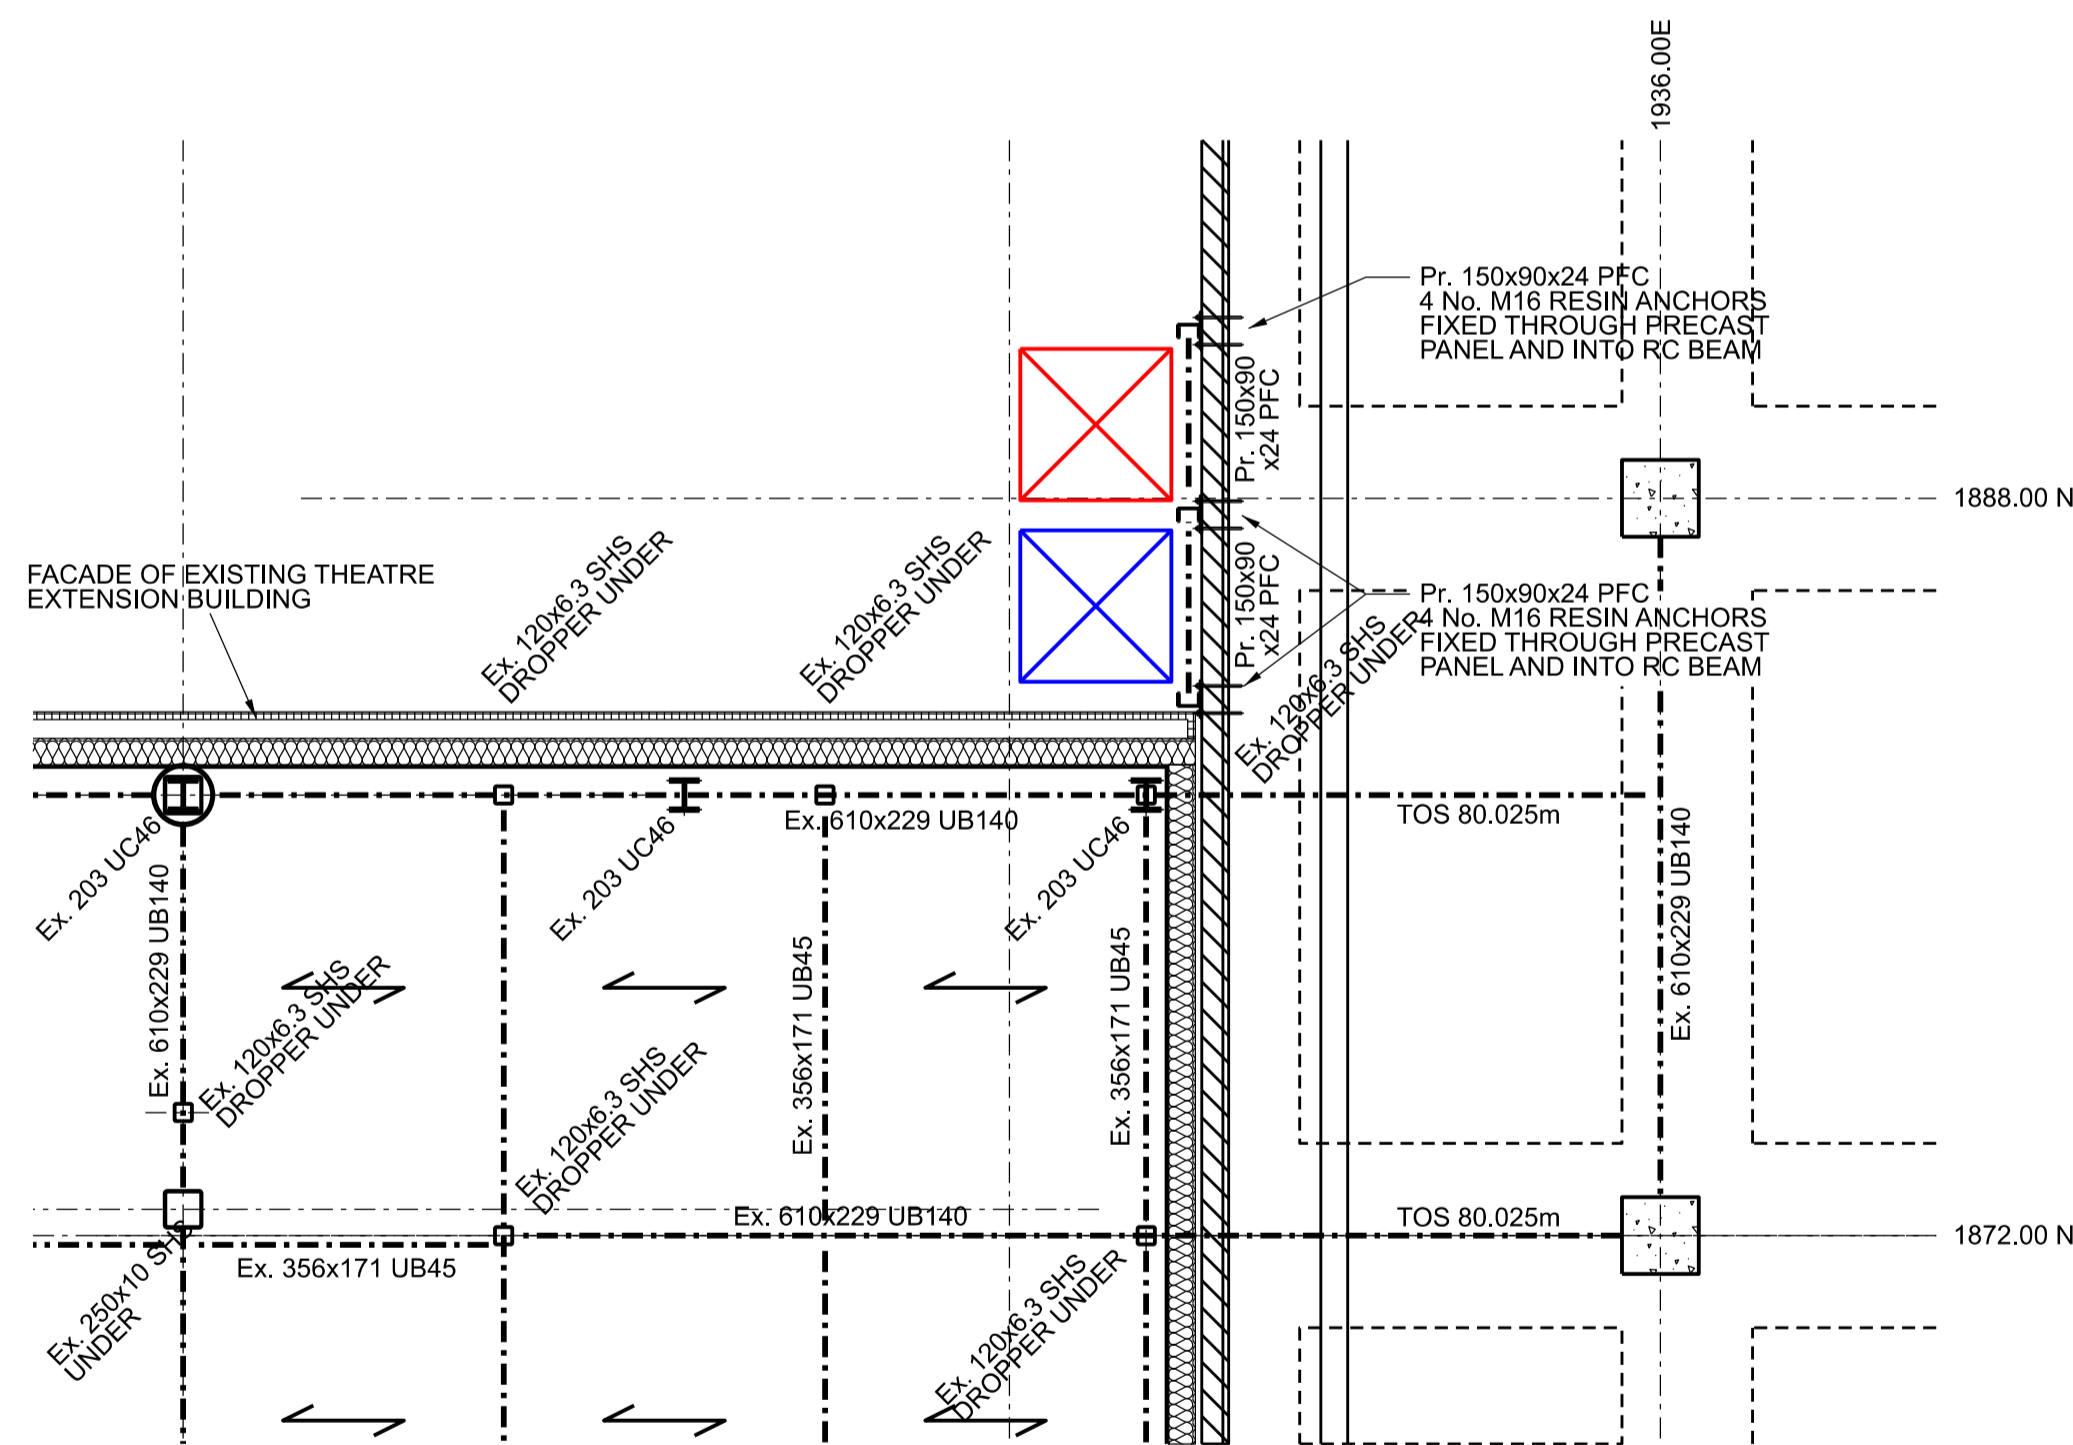 1936.00E
Pr. 150x90x24 PFC
4 No. M16 RESIN ANCHORS
FIXED THROUGH PRECAST
PANEL AND INTO RC BEAM
Pr. 150x90
x24 PFC
1888.00 N
FACADE OF EXISTING THEATRE
EXTENSION BUILDING
Ex. 120x6.3 SHS
DROPPER UNDER
Ex. 120x6.3 SHS
DROPPER UNDER
Pr. 150x90
x24 PFC
Pr. 150x90x24 PFC
4 No. M16 RESIN ANCHORS
FIXED THROUGH PRECAST
PANEL AND INTO RC BEAM
Ex. 120x6.3 SHS
DROPPER UNDER
Ex. 203 UC46
Ex. 203 UC46
Ex. 610x229 UB140
Ex. 203 UC46
TOS 80.025m
Ex. 610x229 UB140
Ex. 120x6.3 SHS
DROPPER UNDER
Ex. 356x171 UB45
Ex. 356x171 UB45
Ex. 610x229 UB140
Ex. 120x6.3 SHS
DROPPER UNDER
Ex. 610x229 UB140
TOS 80.025m
1872.00 N
Ex. 356x171 UB45
Ex. 250x10 SHS
UNDER
Ex. 120x6.3 SHS
DROPPER UNDER